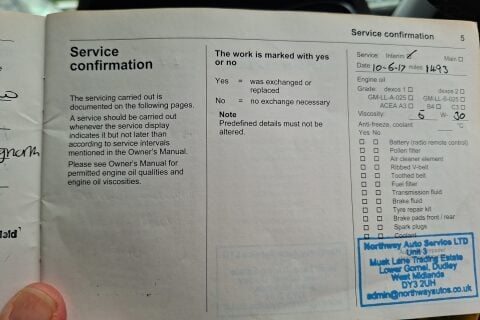 Service confirmation 5
Service
confirmation
The servicing carried out is
documented on the following pages.
A service should be carried out
whenever the service display
indicates it but not later than
according to service intervals
mentioned in the Owner's Manual.
Please see Owner's Manual for
permitted engine oil qualities and
engine oil viscosities.
The work is marked with yes
or no
Yes = was exchanged or
replaced
No = no exchange necessary
Note
Predefined details must not be
altered.
Service: Interim ☑ Main ☐
Date 10-6-17 miles 1493
Engine oil
Grade: dexos 1 ☐ dexos 2 ☐
GM-LL-A-025 ☐ GM-LL-B-025 ☐
ACEA A3 ☐ B4 ☐ C3 ☐
Viscosity: 5 W- 30
Anti-freeze, coolant °C
Yes No
☐ ☐ Battery (radio remote control)
☐ ☐ Pollen filter
☐ ☐ Air cleaner element
☐ ☐ Ribbed V-belt
☐ ☐ Toothed belt
☐ ☐ Fuel filter
☐ ☐ Transmission fluid
☐ ☐ Brake fluid
☐ ☐ Tyre repair kit
☐ ☐ Brake pads front / rear
☐ ☐ Spark plugs
☐ ☐ Coolant
Northway Auto Service LTD
Unit 3
Musk Lane Trading Estate
Lower Gornal, Dudley
West Midlands
DY3 2UH
admin@northwayautos.co.uk